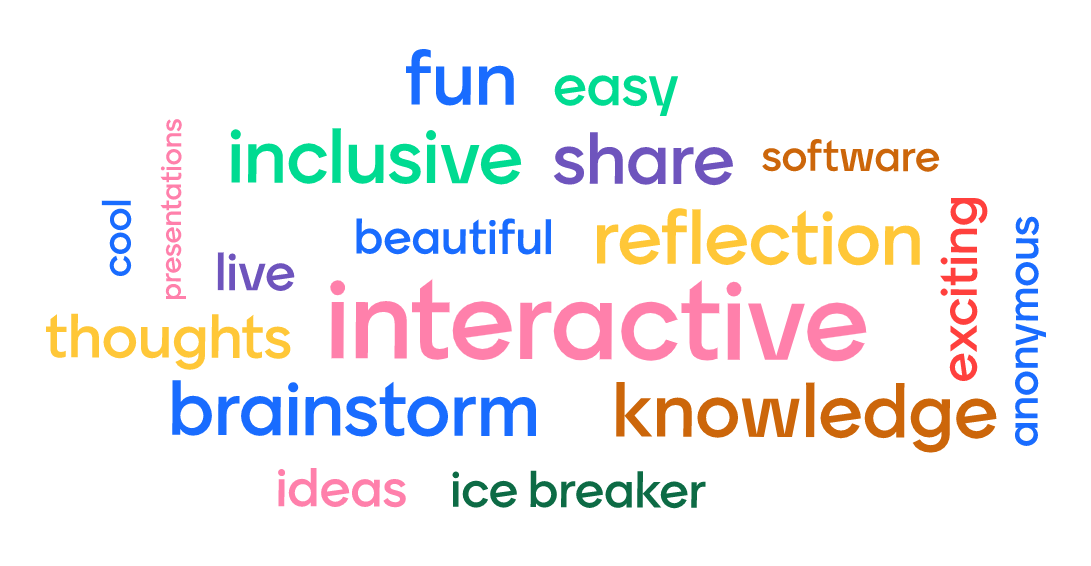 fun
easy
inclusive
share
software
presentations
cool
beautiful
reflection
exciting
anonymous
live
interactive
thoughts
brainstorm
knowledge
ideas
ice breaker